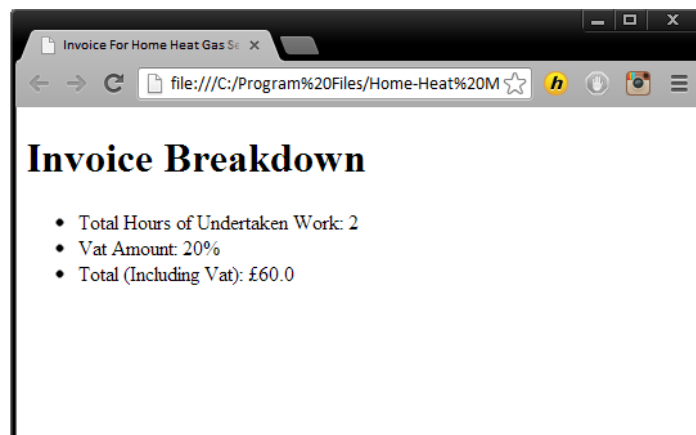 Invoice For Home Heat Gas Se
file:///C:/Program%20Files/Home-Heat%20M
h
Invoice Breakdown
Total Hours of Undertaken Work: 2
Vat Amount: 20%
Total (Including Vat): £60.0